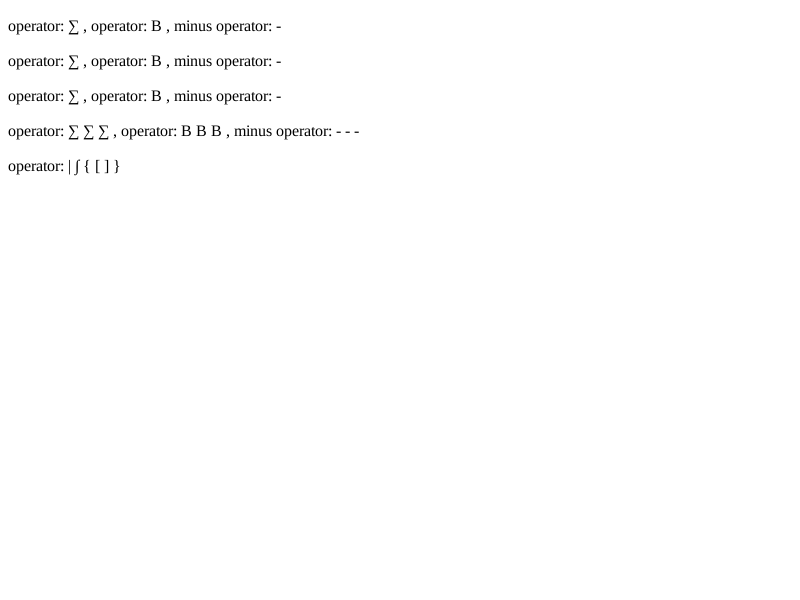 operator: ∑ , operator: B , minus operator: -
operator: ∑ , operator: B , minus operator: -
operator: ∑ , operator: B , minus operator: -
operator: ∑ ∑ ∑ , operator: B B B , minus operator: - - -
operator: | ∫ { [ ] }